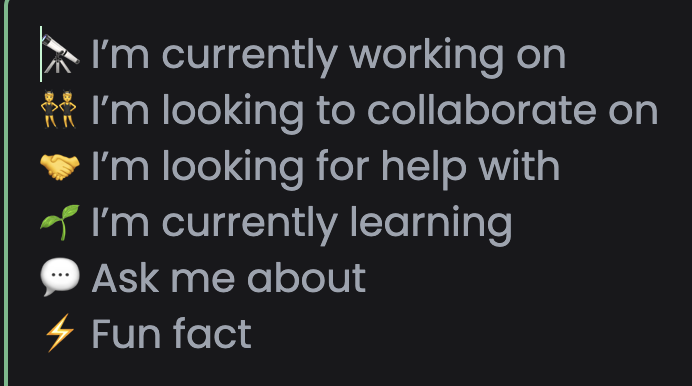 🔭 I’m currently working on
👯 I’m looking to collaborate on
🤝 I’m looking for help with
🌱 I’m currently learning
💬 Ask me about
⚡ Fun fact